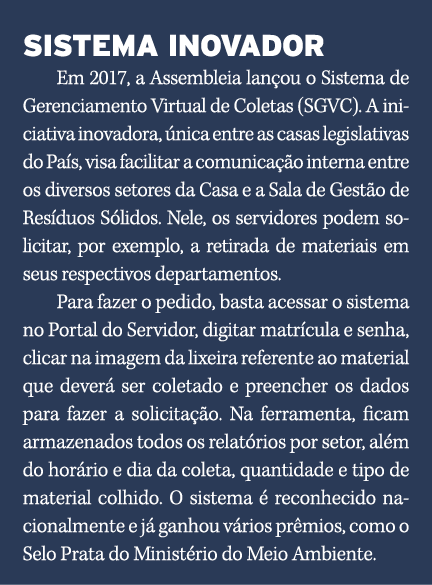 SISTEMA INOVADOR
Em 2017, a Assembleia lançou o Sistema de
Gerenciamento Virtual de Coletas (SGVC). A ini-
ciativa inovadora, única entre as casas legislativas
do País, visa facilitar a comunicação interna entre
os diversos setores da Casa e a Sala de Gestão de
Resíduos Sólidos. Nele, os servidores podem so-
licitar, por exemplo, a retirada de materiais em
seus respectivos departamentos.
Para fazer o pedido, basta acessar o sistema
no Portal do Servidor, digitar matrícula e senha,
clicar na imagem da lixeira referente ao material
que deverá ser coletado e preencher os dados
para fazer a solicitação. Na ferramenta, ficam
armazenados todos os relatórios por setor, além
do horário e dia da coleta, quantidade e tipo de
material colhido. O sistema é reconhecido na-
cionalmente e já ganhou vários prêmios, como o
Selo Prata do Ministério do Meio Ambiente.